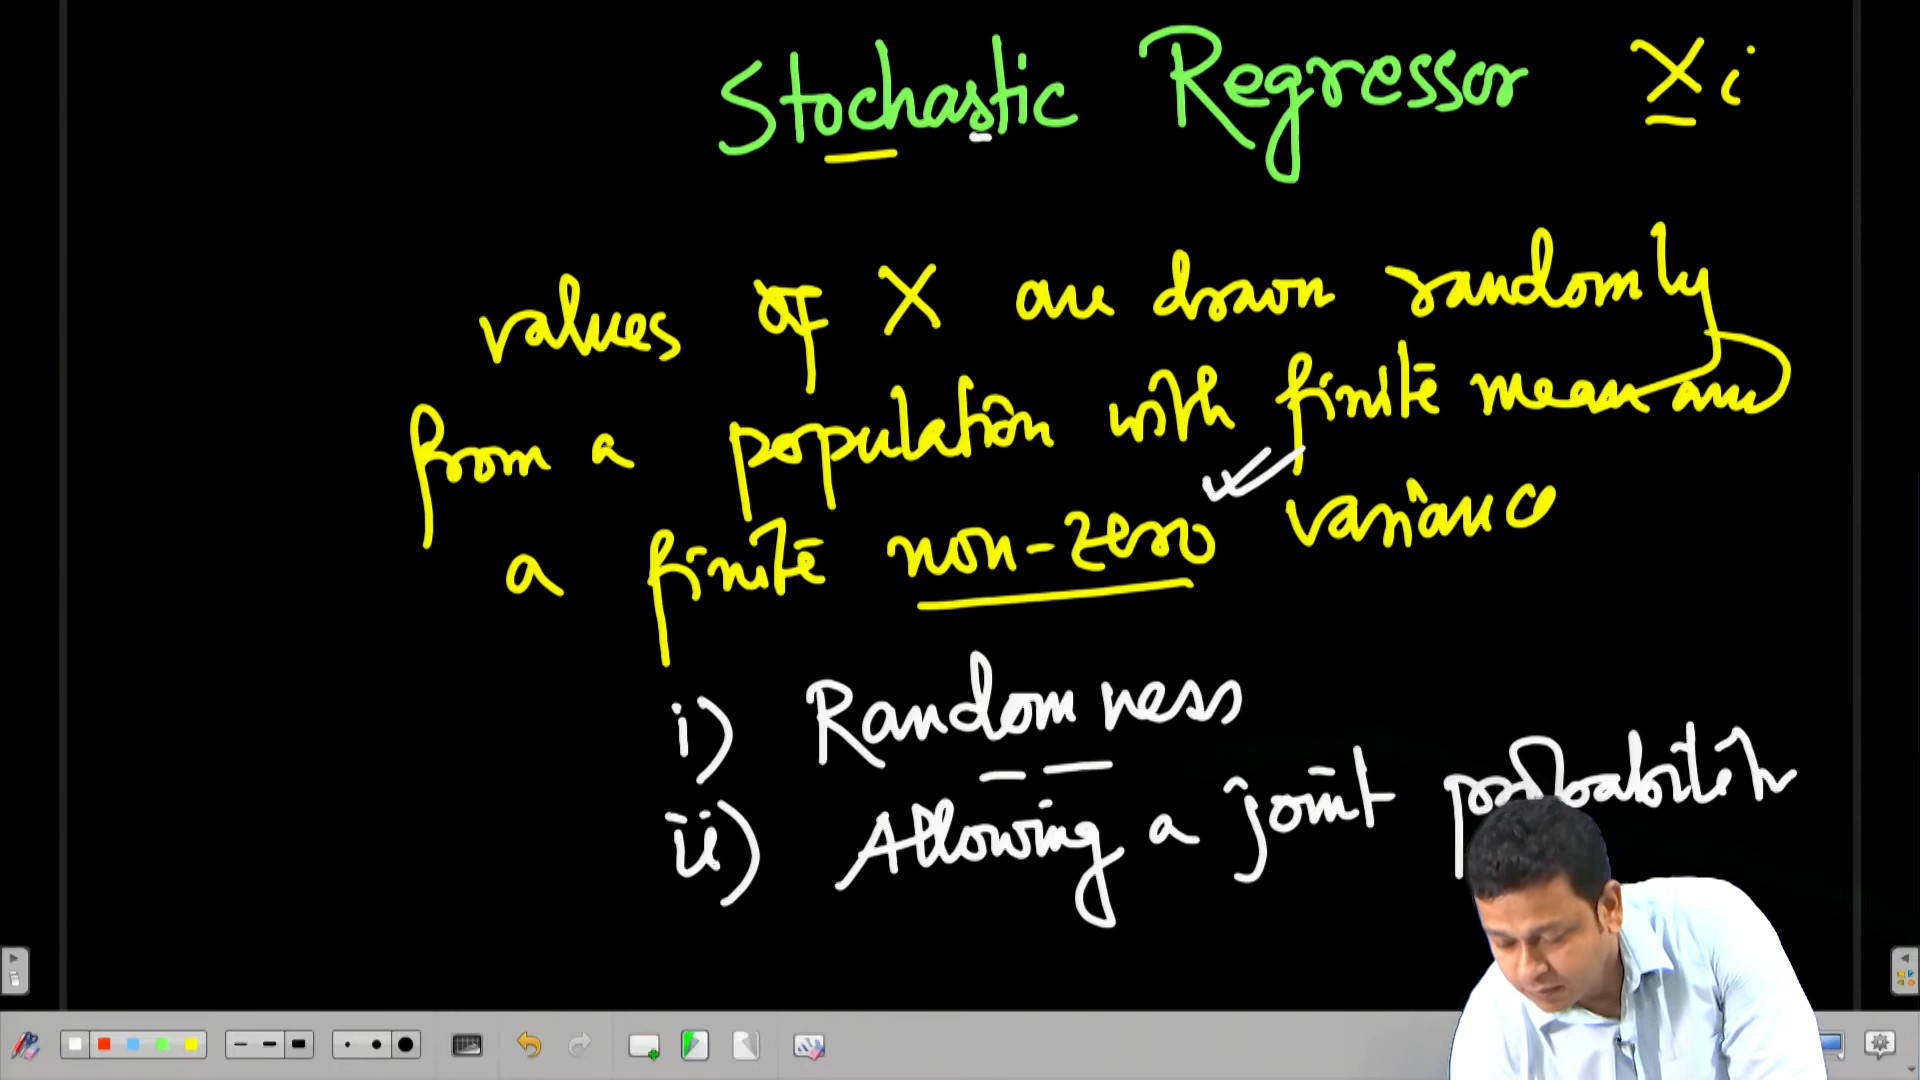 Stochastic Regressor Xi
values of X are drawn randomly
from a population with finite mean and
a finite non-zero variance
i) Randomness
ii) Allowing a joint probability